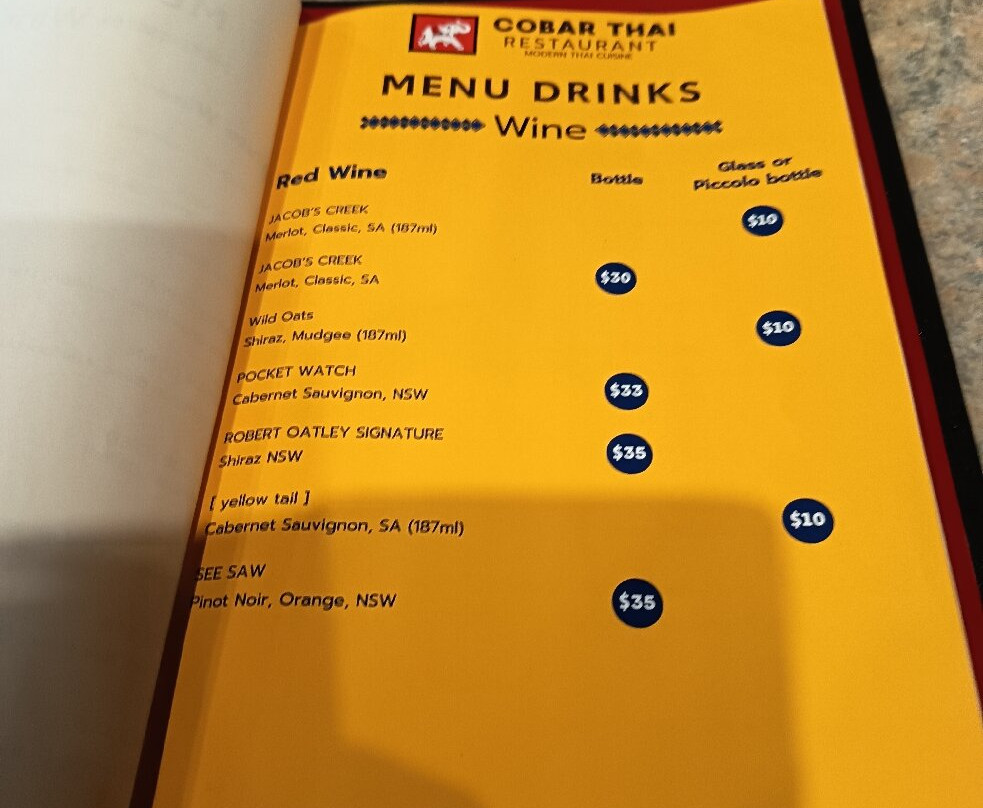 COBAR THAI
RESTAURANT
MODERN THAI CUISINE
MENU DRINKS
Wine
Red Wine Bottle Glass or
Piccolo bottle
JACOB'S CREEK
Merlot, Classic, SA (187ml) $10
JACOB'S CREEK
Merlot, Classic, SA $30
Wild Oats
Shiraz, Mudgee (187ml) $10
POCKET WATCH
Cabernet Sauvignon, NSW $33
ROBERT OATLEY SIGNATURE
Shiraz NSW $35
[ yellow tail ]
Cabernet Sauvignon, SA (187ml) $10
SEE SAW
Pinot Noir, Orange, NSW $35